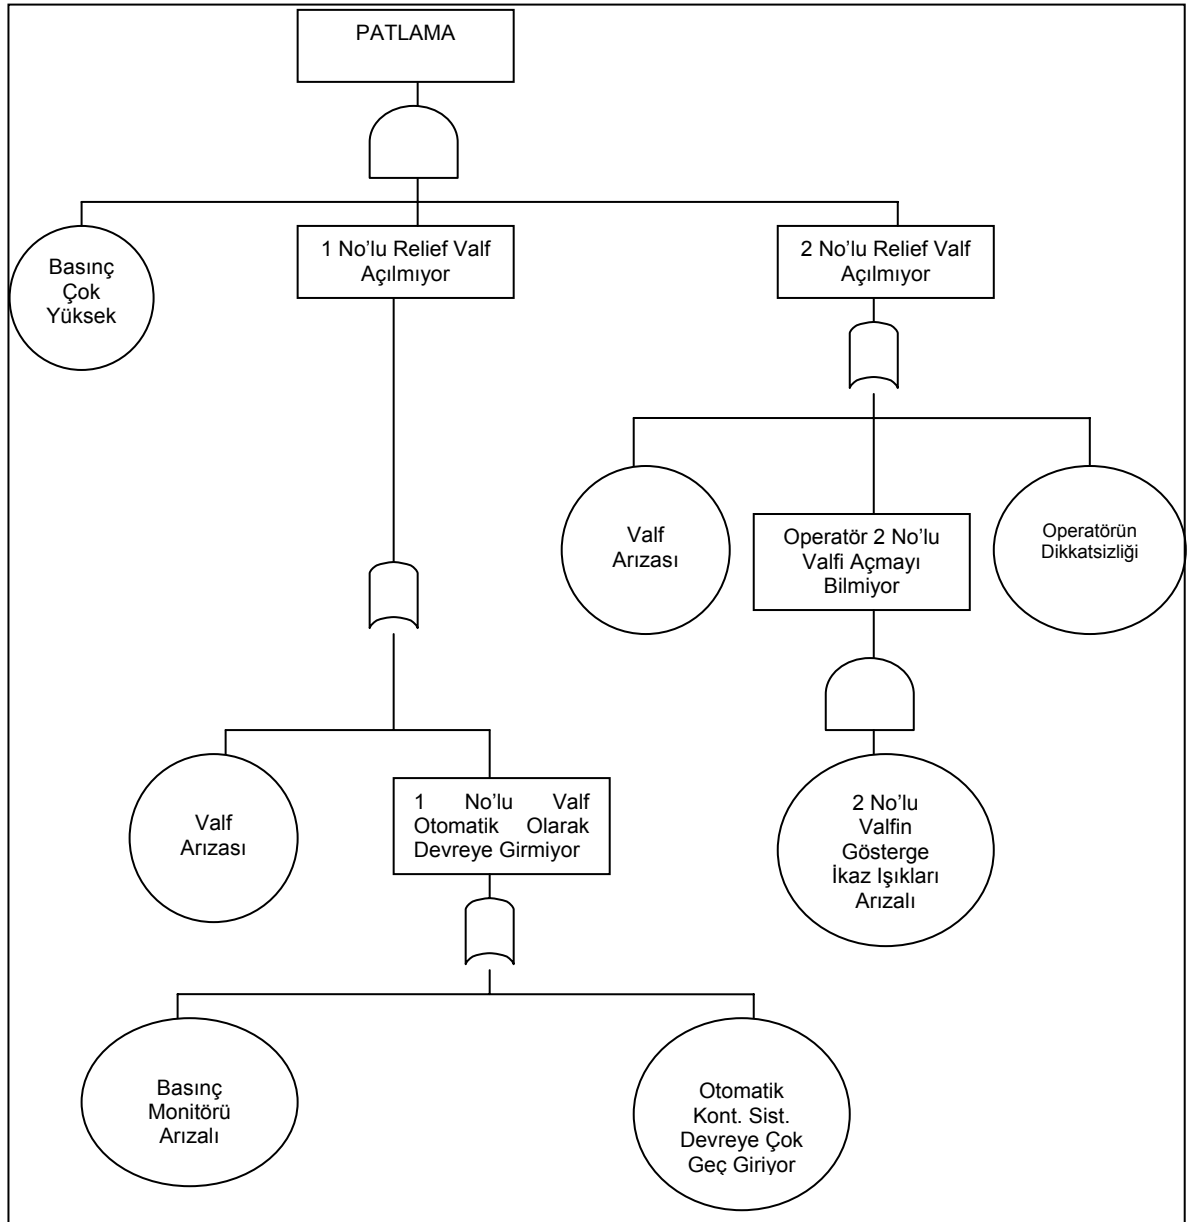 PATLAMA
Basınç
Çok
Yüksek
1 No’lu Relief Valf
Açılmıyor
2 No’lu Relief Valf
Açılmıyor
Valf
Arızası
Operatör 2 No’lu
Valfi Açmayı
Bilmiyor
Operatörün
Dikkatsizliği
Valf
Arızası
1 No’lu Valf
Otomatik Olarak
Devreye Girmiyor
2 No’lu
Valfin
Gösterge
İkaz Işıkları
Arızalı
Basınç
Monitörü
Arızalı
Otomatik
Kont. Sist.
Devreye Çok
Geç Giriyor